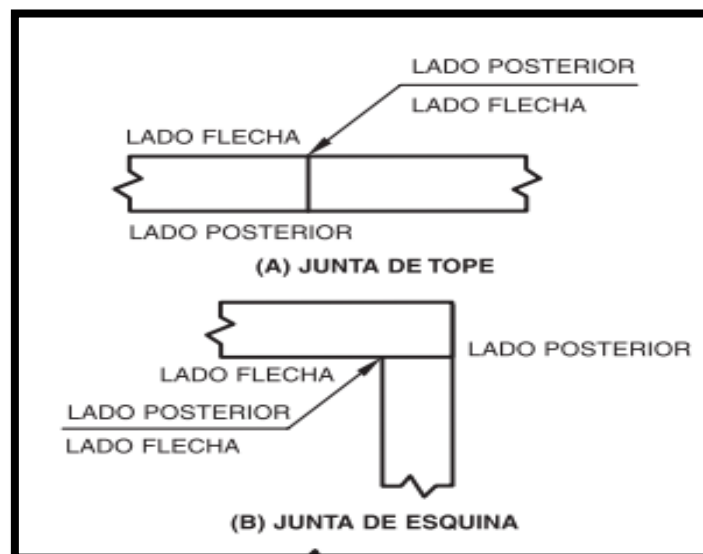 LADO POSTERIOR
LADO FLECHA
LADO FLECHA
LADO POSTERIOR
(A) JUNTA DE TOPE
LADO POSTERIOR
LADO FLECHA
LADO POSTERIOR
LADO FLECHA
(B) JUNTA DE ESQUINA